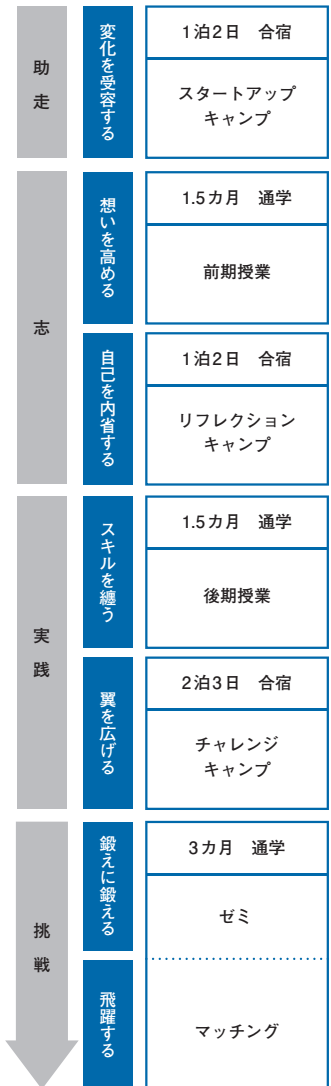 助走
変化を受容する
1泊2日 合宿
スタートアップ
キャンプ
志
想いを高める
1.5カ月 通学
前期授業
自己を内省する
1泊2日 合宿
リフレクション
キャンプ
実践
スキルを纏う
1.5カ月 通学
後期授業
翼を広げる
2泊3日 合宿
チャレンジ
キャンプ
挑戦
鍛えに鍛える
3カ月 通学
ゼミ
飛躍する
マッチング